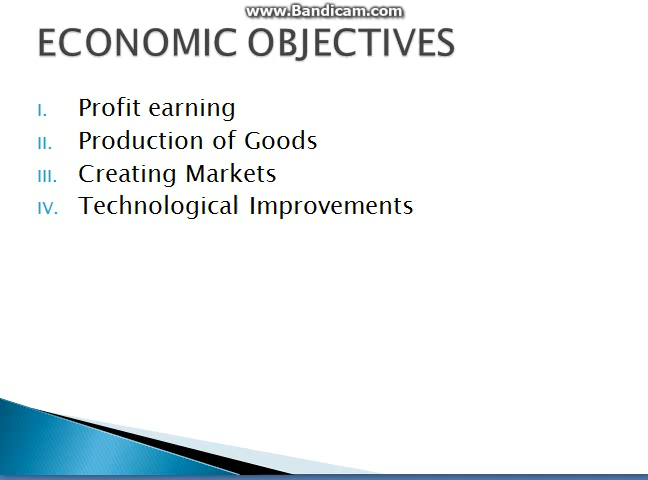 www.Bandicam.com
ECONOMIC OBJECTIVES
I. Profit earning
II. Production of Goods
III. Creating Markets
IV. Technological Improvements